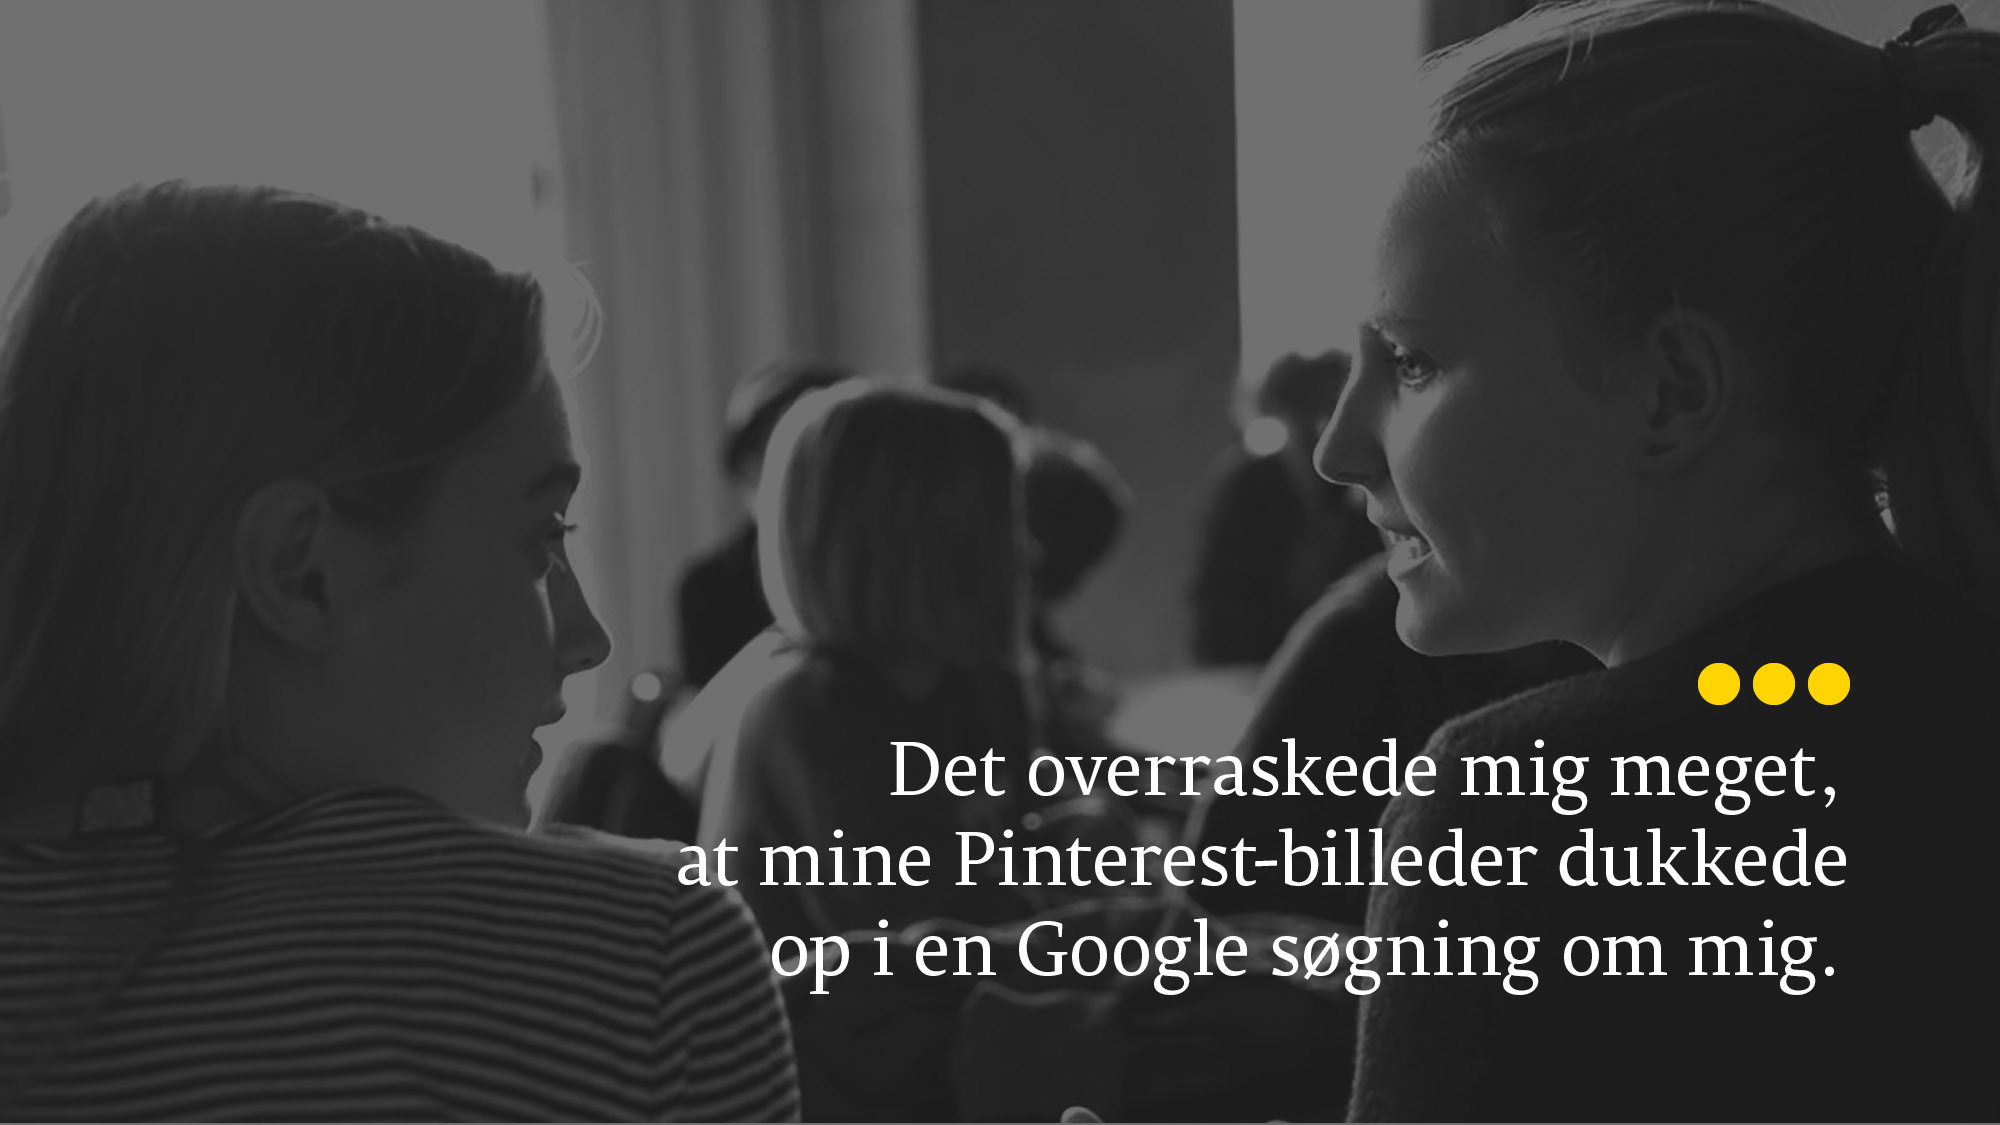 Det overraskede mig meget,
at mine Pinterest-billeder dukkede
op i en Google søgning om mig.